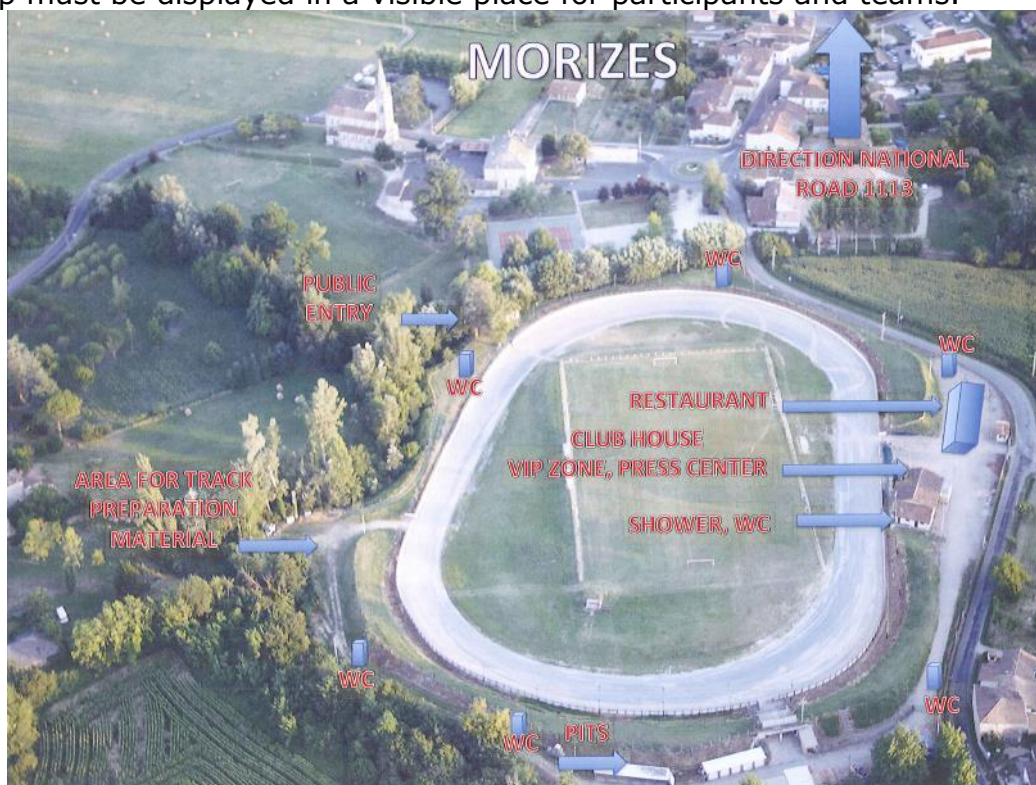 must be displayed in a visible place for participants and teams.
MORIZES
DIRECTION NATIONAL
ROAD 1113
WC
PUBLIC
ENTRY
WC
WC
RESTAURANT
CLUB HOUSE
VIP ZONE, PRESS CENTER
AREA FOR TRACK
PREPARATION
MATERIAL
SHOWER, WC
WC
WC
WC
PITS